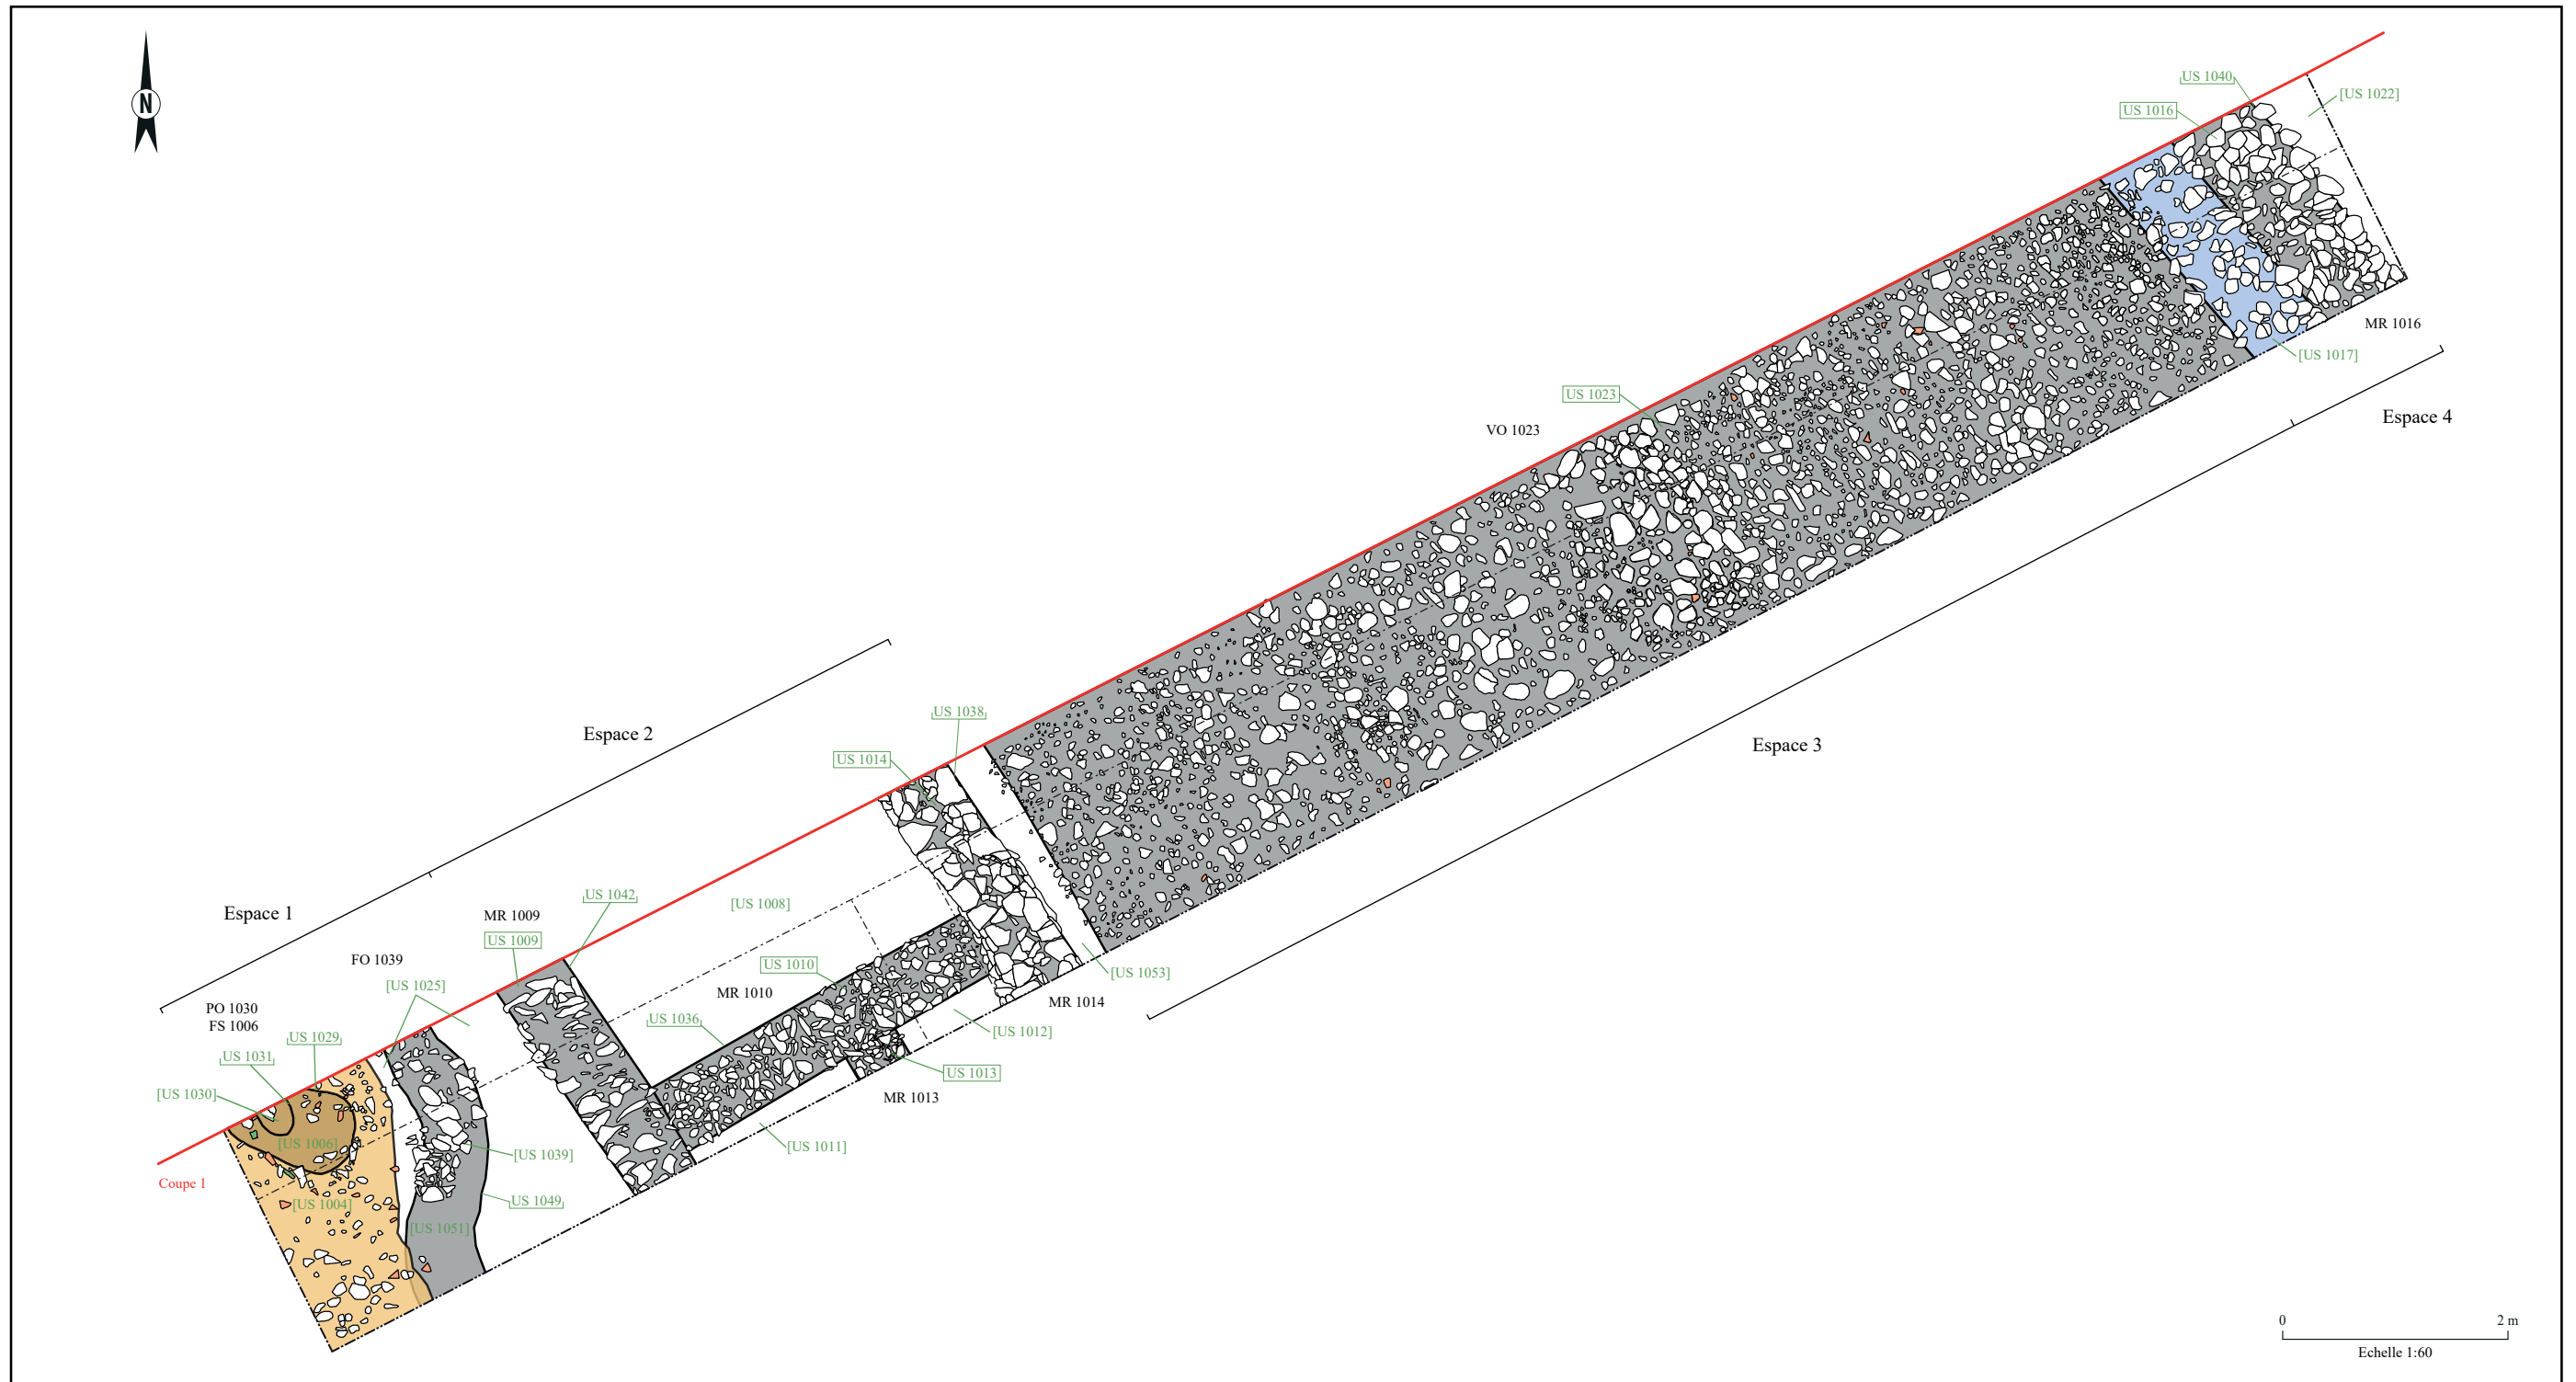 N
US 1040
[US 1022]
US 1016
MR 1016
[US 1017]
US 1023
Espace 4
VO 1023
US 1038
Espace 2
Espace 3
US 1014
US 1042
[US 1008]
Espace 1
MR 1009
US 1009
FO 1039
US 1010
[US 1053]
[US 1025]
MR 1010
MR 1014
PO 1030
FS 1006
US 1036
[US 1012]
US 1029
US 1031
US 1013
[US 1030]
MR 1013
[US 1006]
[US 1011]
[US 1039]
Coupe 1
[US 1004]
US 1049
[US 1051]
0 2 m
Echelle 1:60